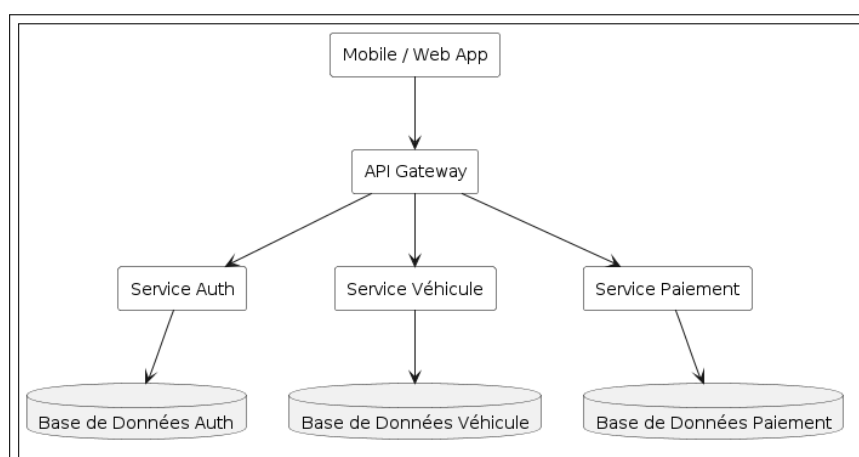 Mobile / Web App
API Gateway
Service Auth
Service Véhicule
Service Paiement
Base de Données Auth
Base de Données Véhicule
Base de Données Paiement